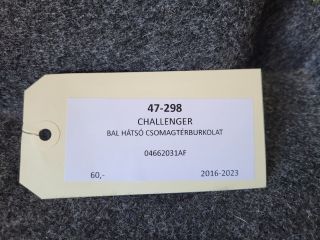 47-298
CHALLENGER
BAL HÁTSÓ CSOMAGTÉRBURKOLAT
04662031AF
60,- 2016-2023